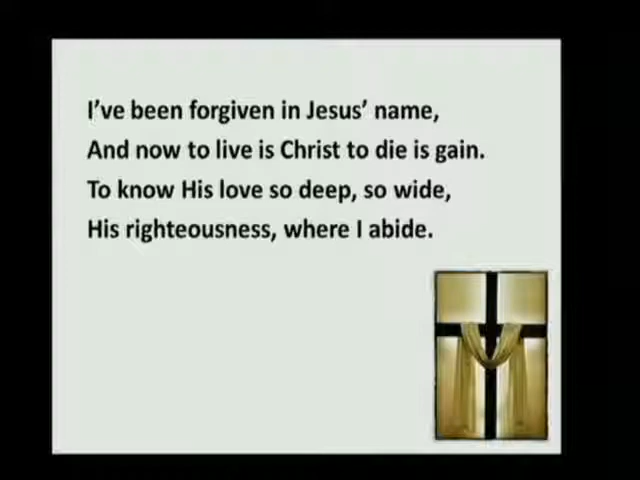 I've been forgiven in Jesus' name,
And now to live is Christ to die is gain.
To know His love so deep, so wide,
His righteousness, where I abide.